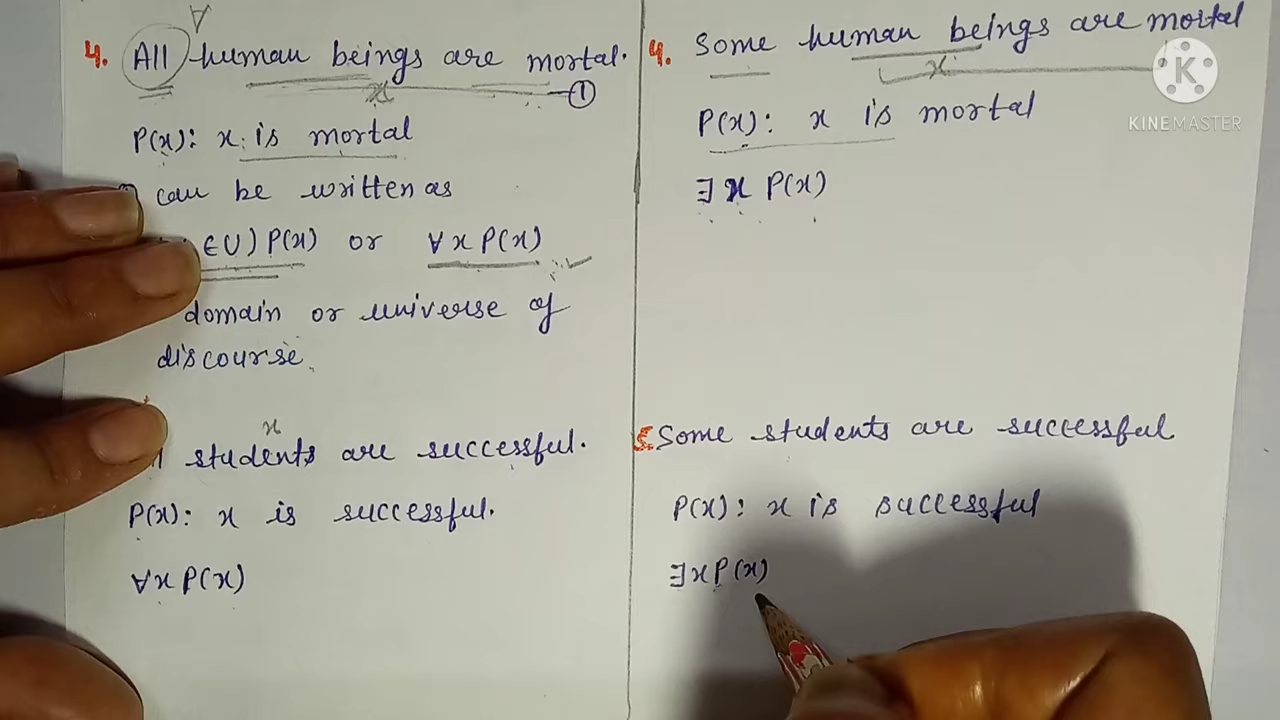 ∀
4. All human beings are mortal.
x
①
P(x): x is mortal
can be written as
∈U) P(x) or ∀x P(x)
domain or universe of
discourse.
x
students are successful.
P(x): x is successful.
∀x P(x)
4. Some human beings are mortal
x
P(x): x is mortal
∃ x P(x)
5. Some students are successful
P(x): x is successful
∃x P(x)
K
KINEMASTER